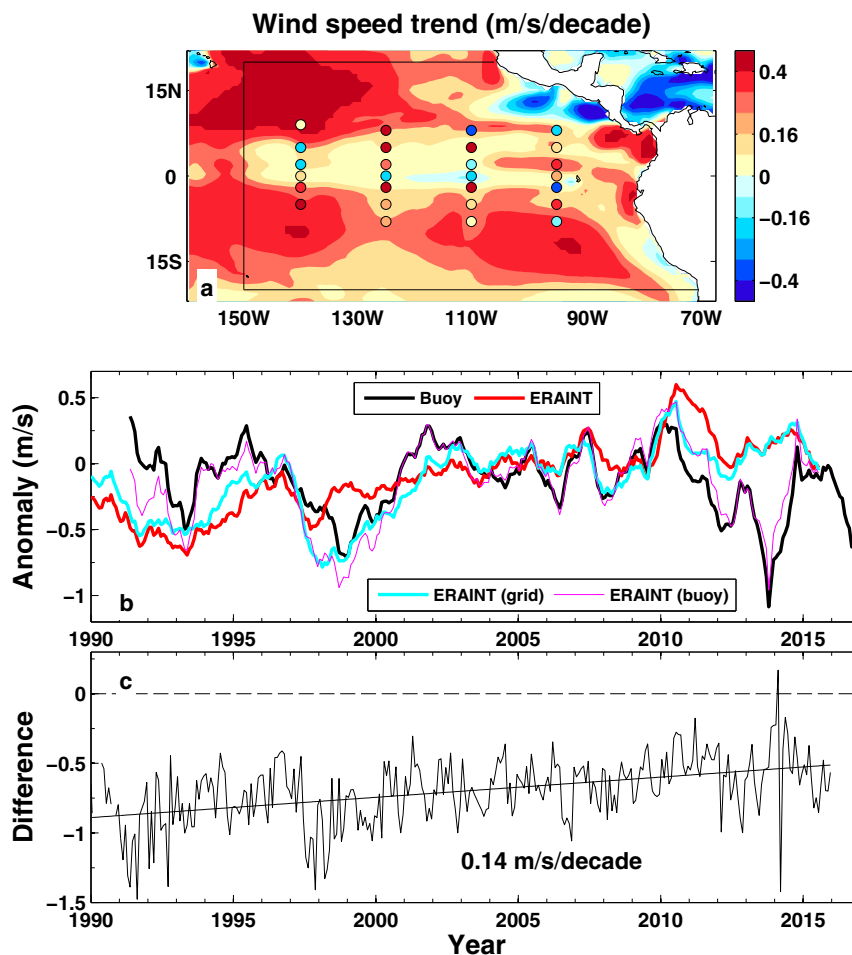 Wind speed trend (m/s/decade)
15N
0
15S
a
150W 130W 110W 90W 70W
0.4
0.16
0
−0.16
−0.4
Anomaly (m/s)
0.5
0
−0.5
−1
Buoy ERAINT
ERAINT (grid) ERAINT (buoy)
b
1990 1995 2000 2005 2010 2015
Difference
c
0
−0.5
−1
−1.5
0.14 m/s/decade
1990 1995 2000 2005 2010 2015
Year